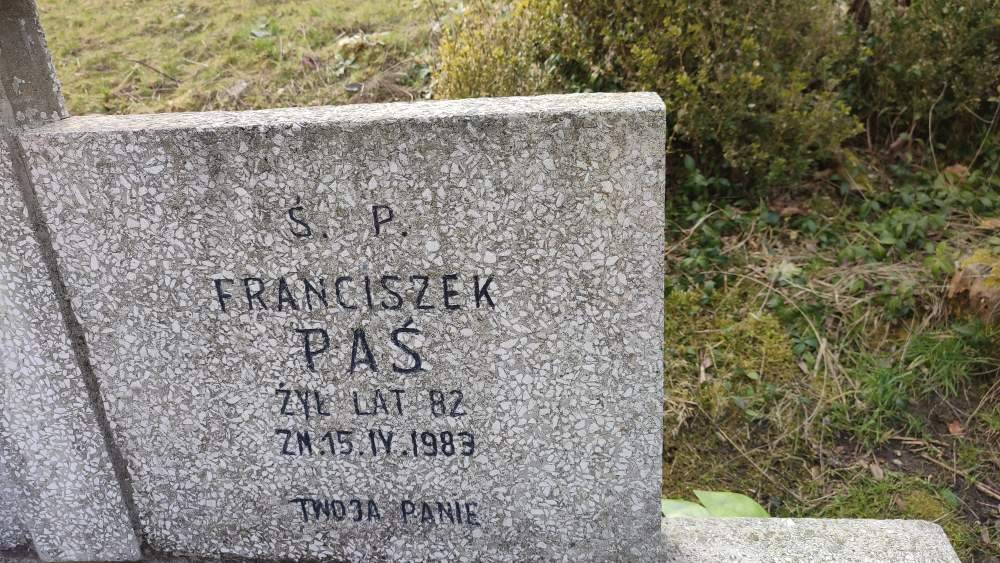 Ś. P.
FRANCISZEK
PAŚ
ŻYŁ LAT 82
ZM.15.IV.1983
TWOJA PANIE